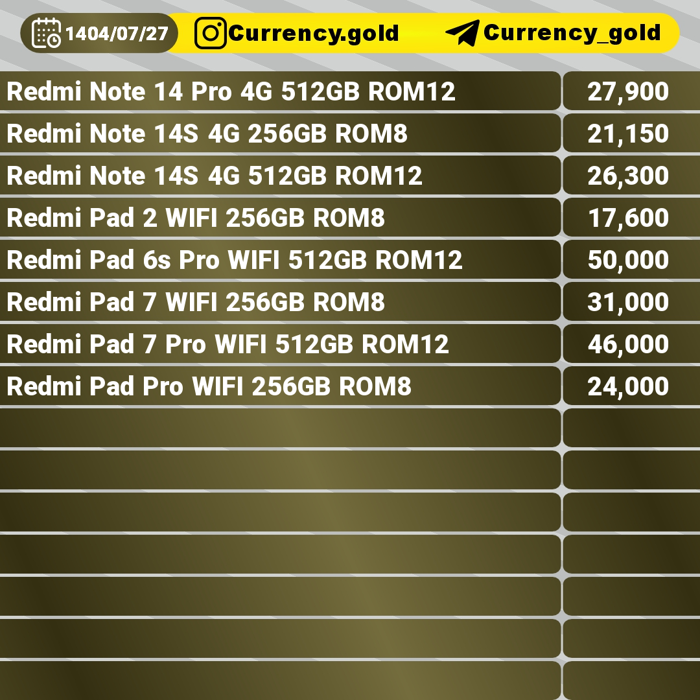 1404/07/27 Currency.gold Currency_gold
Redmi Note 14 Pro 4G 512GB ROM12 27,900
Redmi Note 14S 4G 256GB ROM8 21,150
Redmi Note 14S 4G 512GB ROM12 26,300
Redmi Pad 2 WIFI 256GB ROM8 17,600
Redmi Pad 6s Pro WIFI 512GB ROM12 50,000
Redmi Pad 7 WIFI 256GB ROM8 31,000
Redmi Pad 7 Pro WIFI 512GB ROM12 46,000
Redmi Pad Pro WIFI 256GB ROM8 24,000